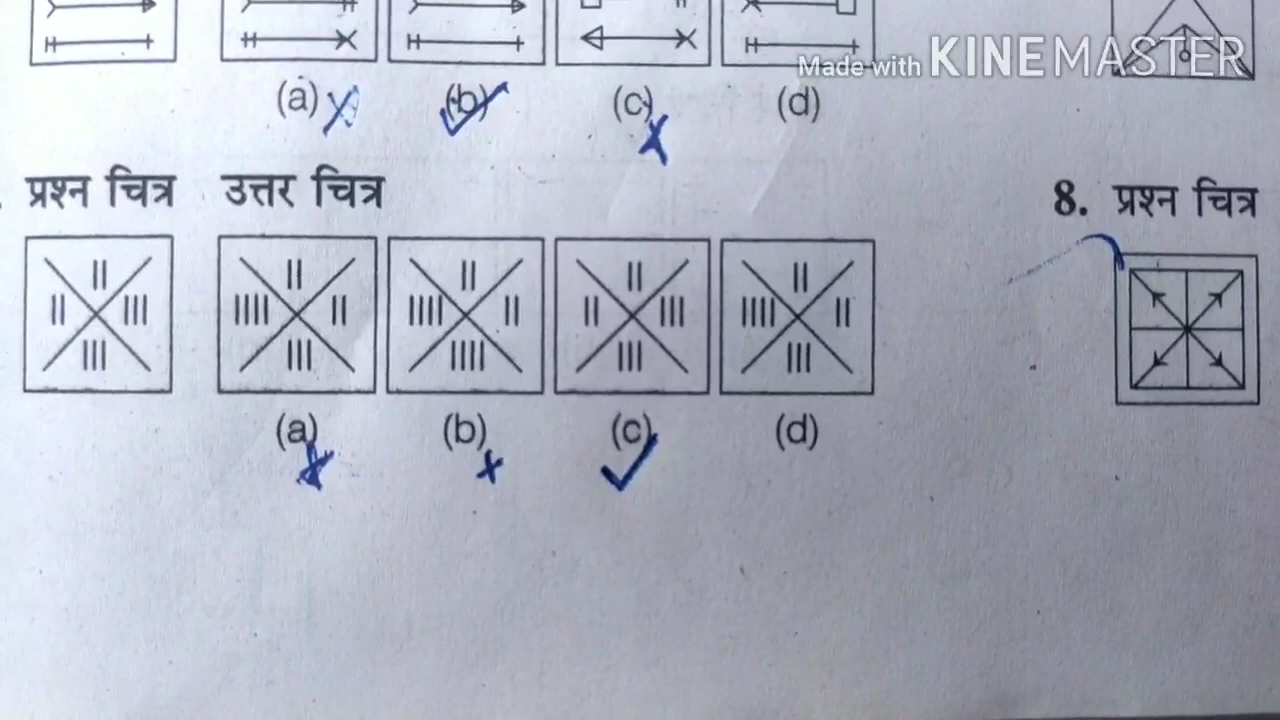 Made with KINEMASTER
(a) (b) (c) (d)
प्रश्न चित्र उत्तर चित्र
8. प्रश्न चित्र
(a) (b) (c) (d)